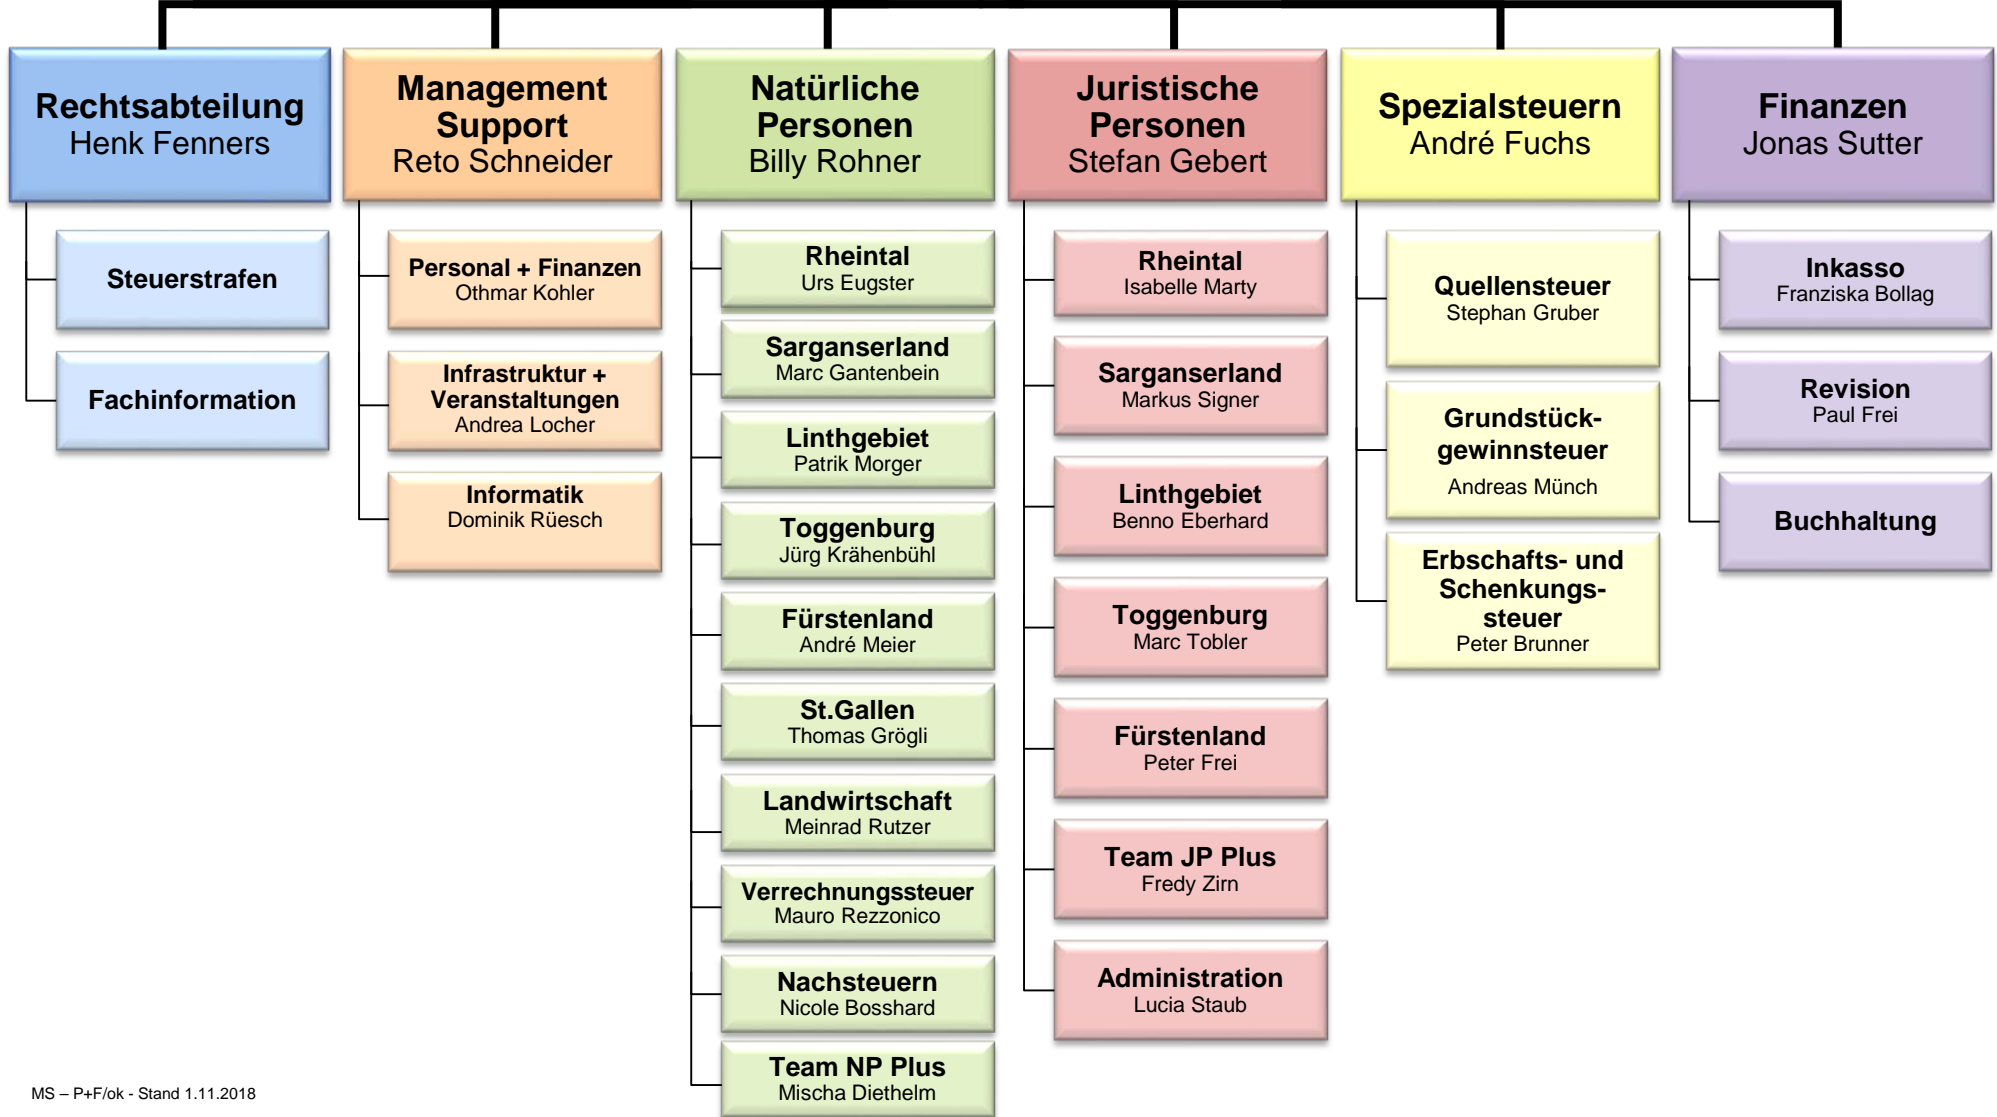 Rechtsabteilung
Henk Fenners
Steuerstrafen
Fachinformation
Management
Support
Reto Schneider
Personal + Finanzen
Othmar Kohler
Infrastruktur +
Veranstaltungen
Andrea Locher
Informatik
Dominik Rüesch
Natürliche
Personen
Billy Rohner
Rheintal
Urs Eugster
Sarganserland
Marc Gantenbein
Linthgebiet
Patrik Morger
Toggenburg
Jürg Krähenbühl
Fürstenland
André Meier
St.Gallen
Thomas Grögli
Landwirtschaft
Meinrad Rutzer
Verrechnungssteuer
Mauro Rezzonico
Nachsteuern
Nicole Bosshard
Team NP Plus
Mischa Diethelm
Juristische
Personen
Stefan Gebert
Rheintal
Isabelle Marty
Sarganserland
Markus Signer
Linthgebiet
Benno Eberhard
Toggenburg
Marc Tobler
Fürstenland
Peter Frei
Team JP Plus
Fredy Zirn
Administration
Lucia Staub
Spezialsteuern
André Fuchs
Quellensteuer
Stephan Gruber
Grundstück-
gewinnsteuer
Andreas Münch
Erbschafts- und
Schenkungs-
steuer
Peter Brunner
Finanzen
Jonas Sutter
Inkasso
Franziska Bollag
Revision
Paul Frei
Buchhaltung
MS – P+F/ok - Stand 1.11.2018